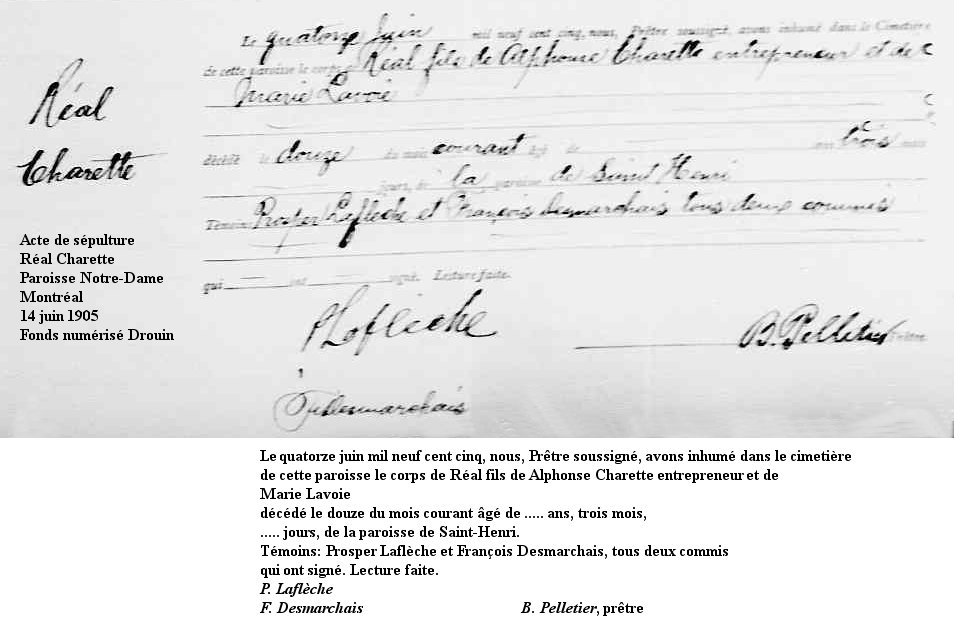 Le quatorze Juin mil neuf cent cinq, nous, Prêtre soussigné, avons inhumé dans le Cimetière
de cette paroisse le corps de Réal fils de Alphonse Charette entrepreneur et de
Marie Lavoie
décédé le douze du mois courant âgé de ans trois mois
jours, de la paroisse de Saint Henri
Témoins Prosper Laflèche et François Desmarchais tous deux commis
qui ont signé. Lecture faite.
PLaflèche
B. Pelletier Prêtre
FDesmarchais
Réal
Charette
Acte de sépulture
Réal Charette
Paroisse Notre-Dame
Montréal
14 juin 1905
Fonds numérisé Drouin
Le quatorze juin mil neuf cent cinq, nous, Prêtre soussigné, avons inhumé dans le cimetière
de cette paroisse le corps de Réal fils de Alphonse Charette entrepreneur et de
Marie Lavoie
décédé le douze du mois courant âgé de ..... ans, trois mois,
..... jours, de la paroisse de Saint-Henri.
Témoins: Prosper Laflèche et François Desmarchais, tous deux commis
qui ont signé. Lecture faite.
P. Laflèche
F. Desmarchais B. Pelletier, prêtre